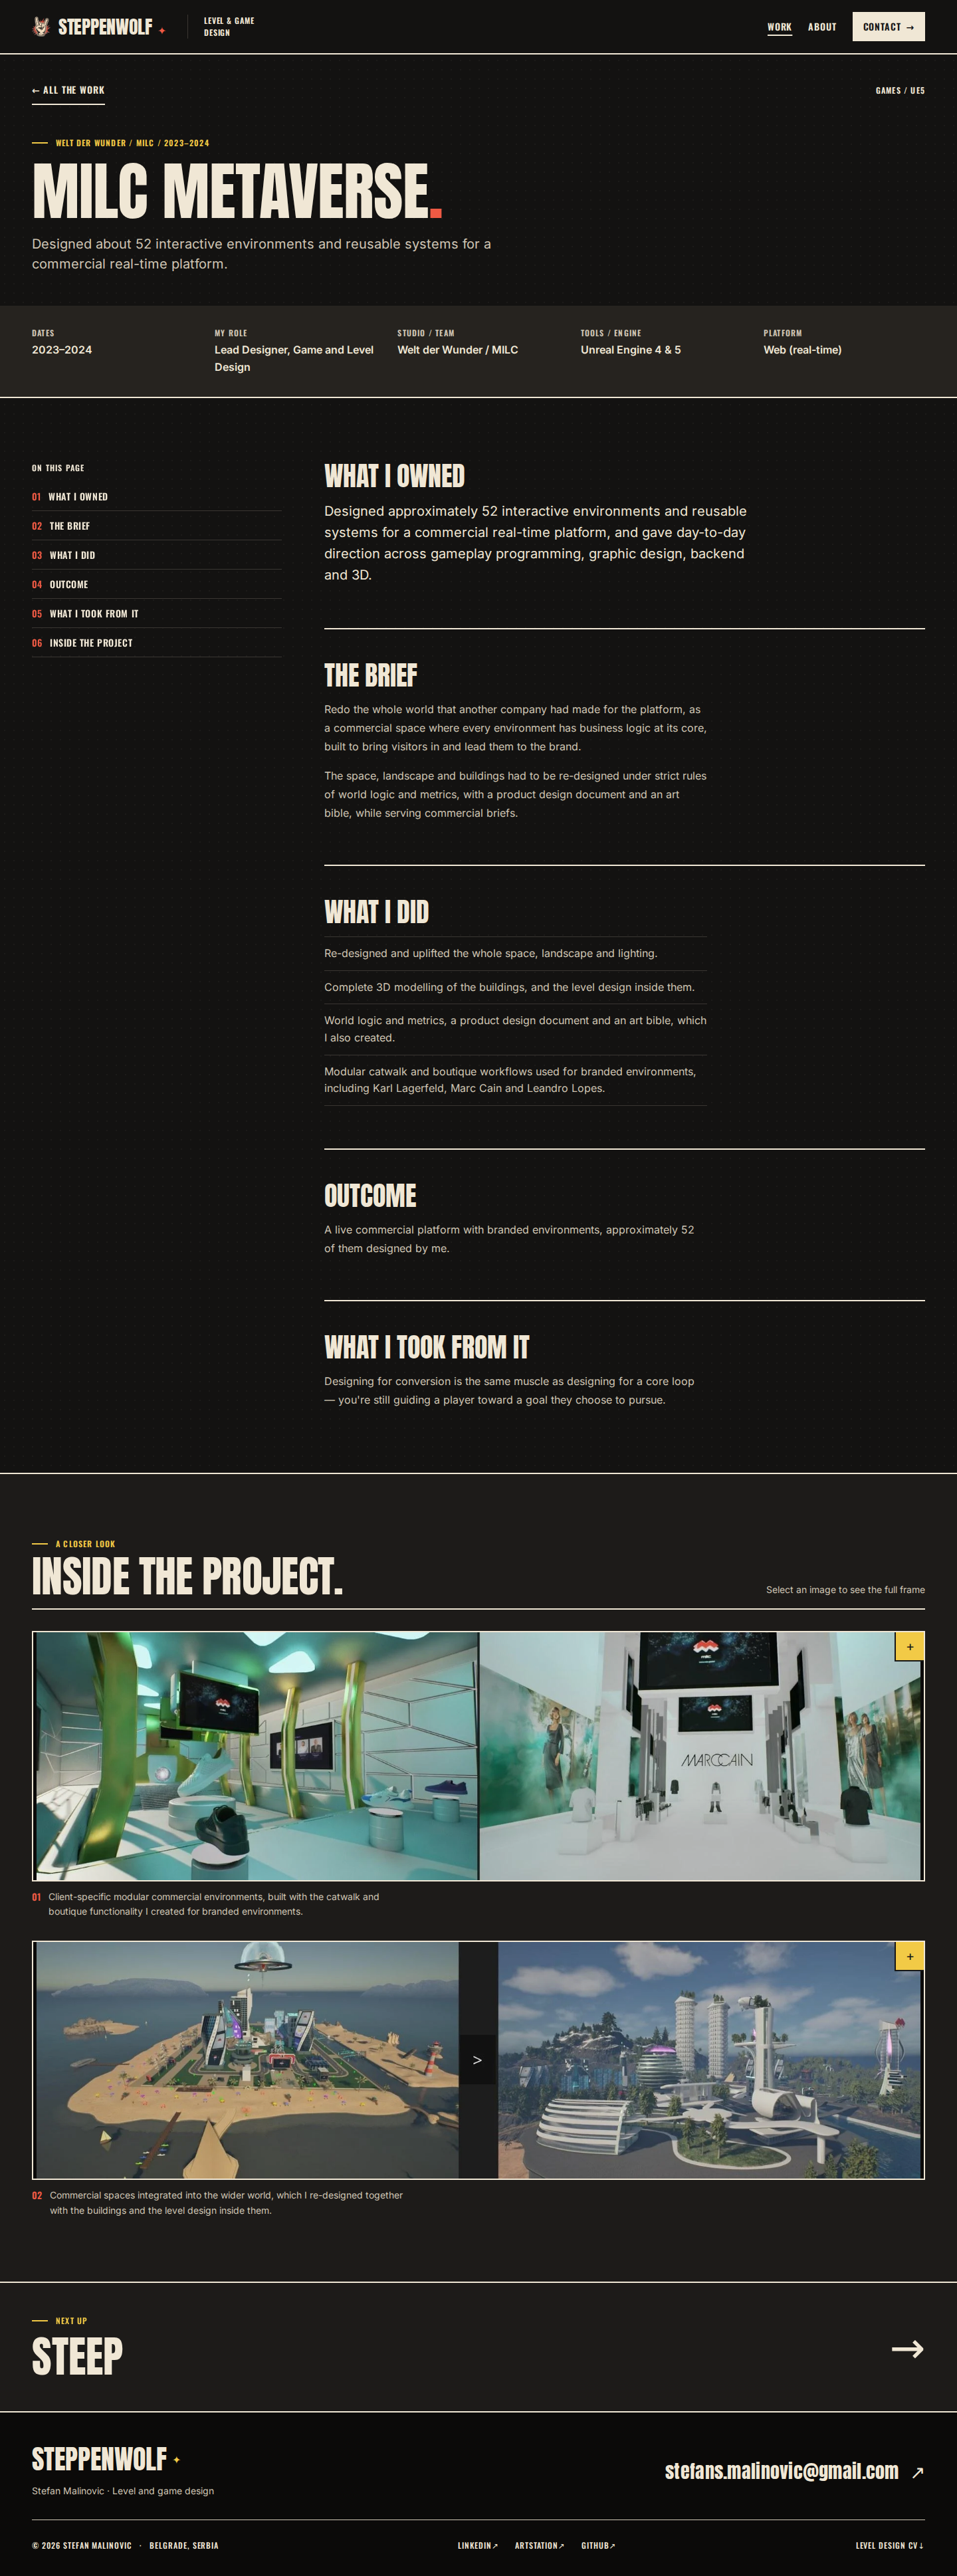 STEPPENWOLF ✦
LEVEL & GAME
DESIGN
WORK
ABOUT
CONTACT →
← ALL THE WORK
GAMES / UE5
WELT DER WUNDER / MILC / 2023–2024
MILC METAVERSE.
Designed about 52 interactive environments and reusable systems for a
commercial real-time platform.
DATES
2023–2024
MY ROLE
Lead Designer, Game and Level
Design
STUDIO / TEAM
Welt der Wunder / MILC
TOOLS / ENGINE
Unreal Engine 4 & 5
PLATFORM
Web (real-time)
ON THIS PAGE
01 WHAT I OWNED
02 THE BRIEF
03 WHAT I DID
04 OUTCOME
05 WHAT I TOOK FROM IT
06 INSIDE THE PROJECT
WHAT I OWNED
Designed approximately 52 interactive environments and reusable
systems for a commercial real-time platform, and gave day-to-day
direction across gameplay programming, graphic design, backend
and 3D.
THE BRIEF
Redo the whole world that another company had made for the platform, as
a commercial space where every environment has business logic at its core,
built to bring visitors in and lead them to the brand.
The space, landscape and buildings had to be re-designed under strict rules
of world logic and metrics, with a product design document and an art
bible, while serving commercial briefs.
WHAT I DID
Re-designed and uplifted the whole space, landscape and lighting.
Complete 3D modelling of the buildings, and the level design inside them.
World logic and metrics, a product design document and an art bible, which
I also created.
Modular catwalk and boutique workflows used for branded environments,
including Karl Lagerfeld, Marc Cain and Leandro Lopes.
OUTCOME
A live commercial platform with branded environments, approximately 52
of them designed by me.
WHAT I TOOK FROM IT
Designing for conversion is the same muscle as designing for a core loop
— you're still guiding a player toward a goal they choose to pursue.
A CLOSER LOOK
INSIDE THE PROJECT.
Select an image to see the full frame
+
MARCCAIN
01 Client-specific modular commercial environments, built with the catwalk and
boutique functionality I created for branded environments.
+
>
02 Commercial spaces integrated into the wider world, which I re-designed together
with the buildings and the level design inside them.
NEXT UP
STEEP
→
STEPPENWOLF ✦
Stefan Malinovic · Level and game design
stefans.malinovic@gmail.com ↗
© 2026 STEFAN MALINOVIC · BELGRADE, SERBIA
LINKEDIN↗
ARTSTATION↗
GITHUB↗
LEVEL DESIGN CV↓